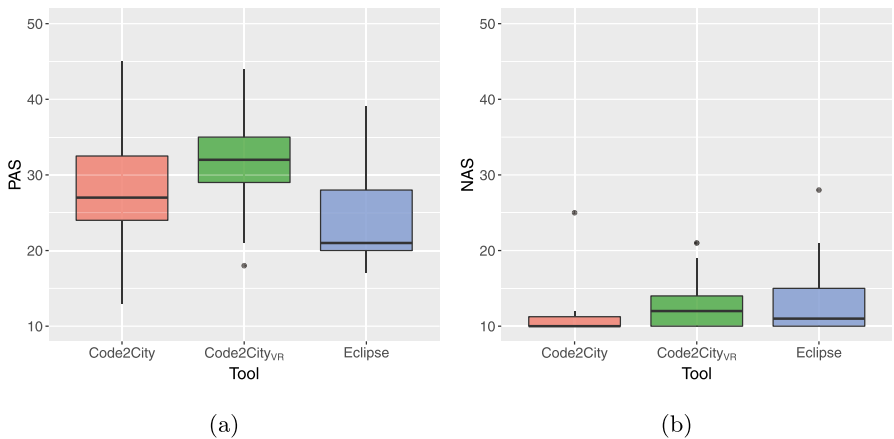 PAS
50
40
30
20
10
Code2City
Code2CityVR
Eclipse
Tool
(a)
NAS
50
40
30
20
10
Code2City
Code2CityVR
Eclipse
Tool
(b)